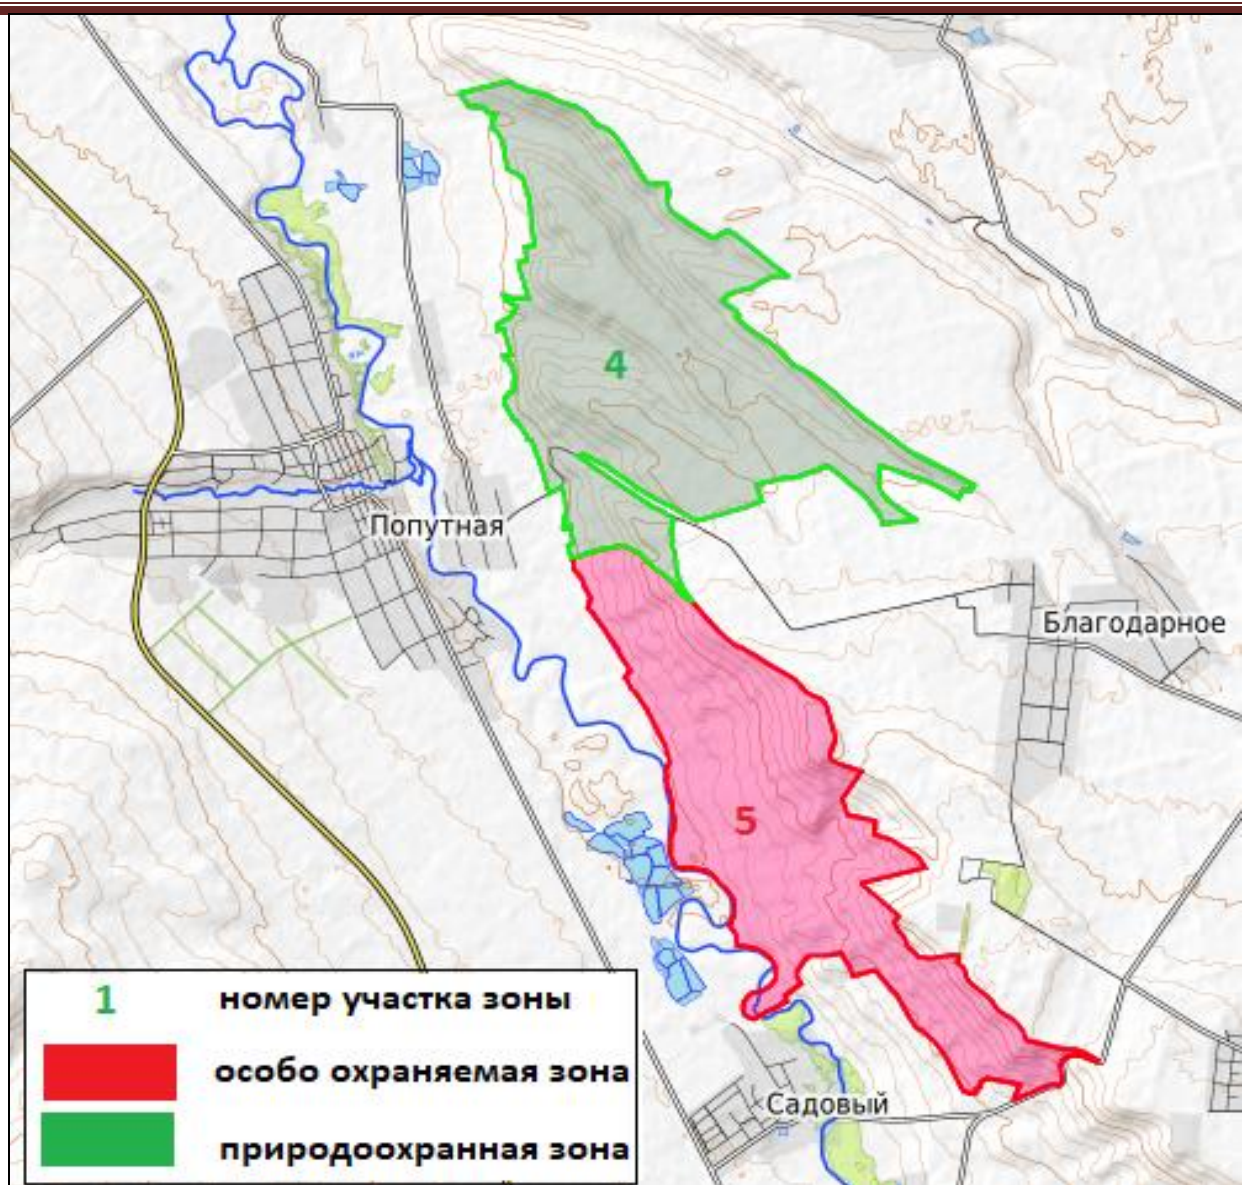 4
Попутная
Благодарное
5
1 номер участка зоны
особо охраняемая зона
природоохранная зона
Садовый